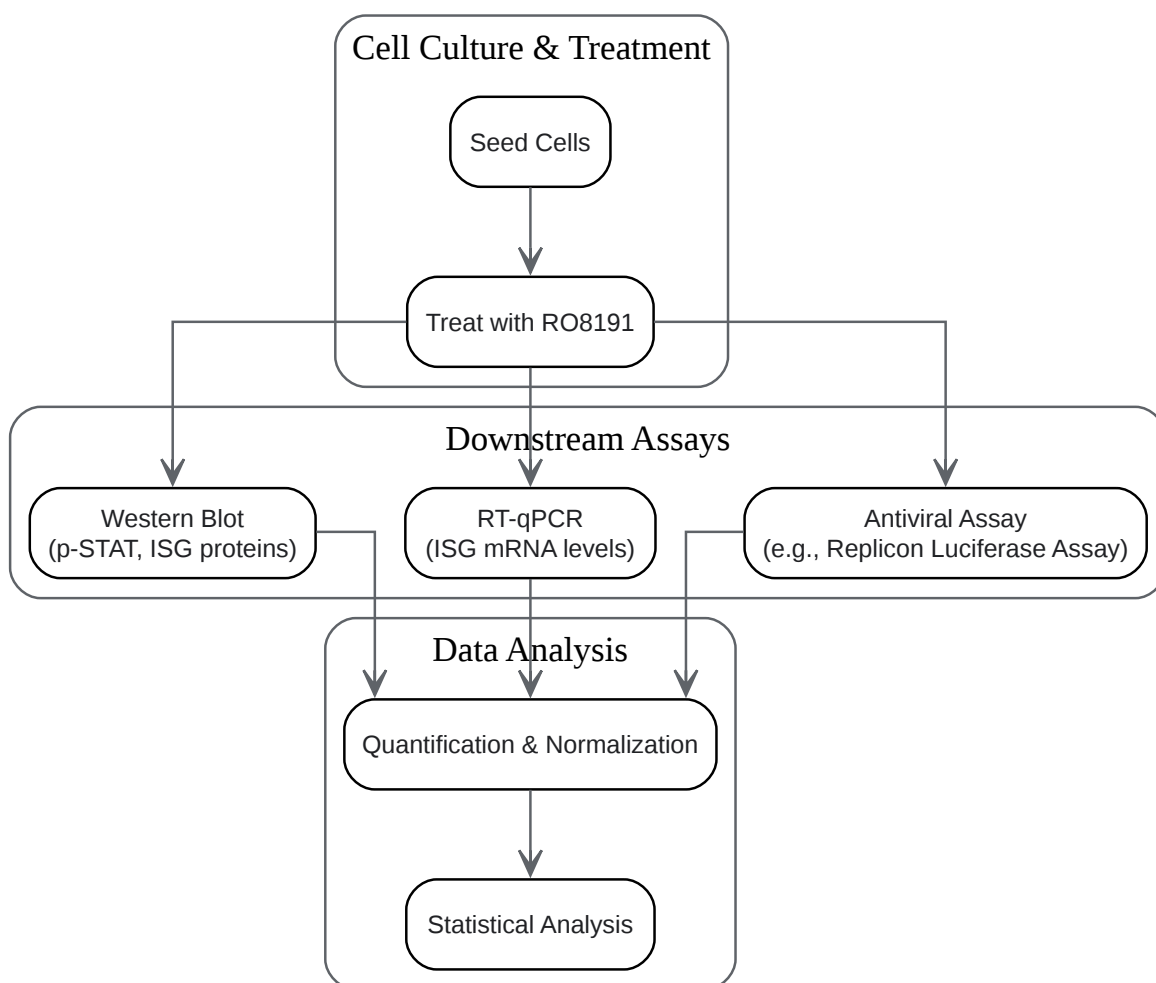 Cell Culture & Treatment
Seed Cells
Treat with RO8191
Downstream Assays
Western Blot
(p-STAT, ISG proteins)
RT-qPCR
(ISG mRNA levels)
Antiviral Assay
(e.g., Replicon Luciferase Assay)
Data Analysis
Quantification & Normalization
Statistical Analysis